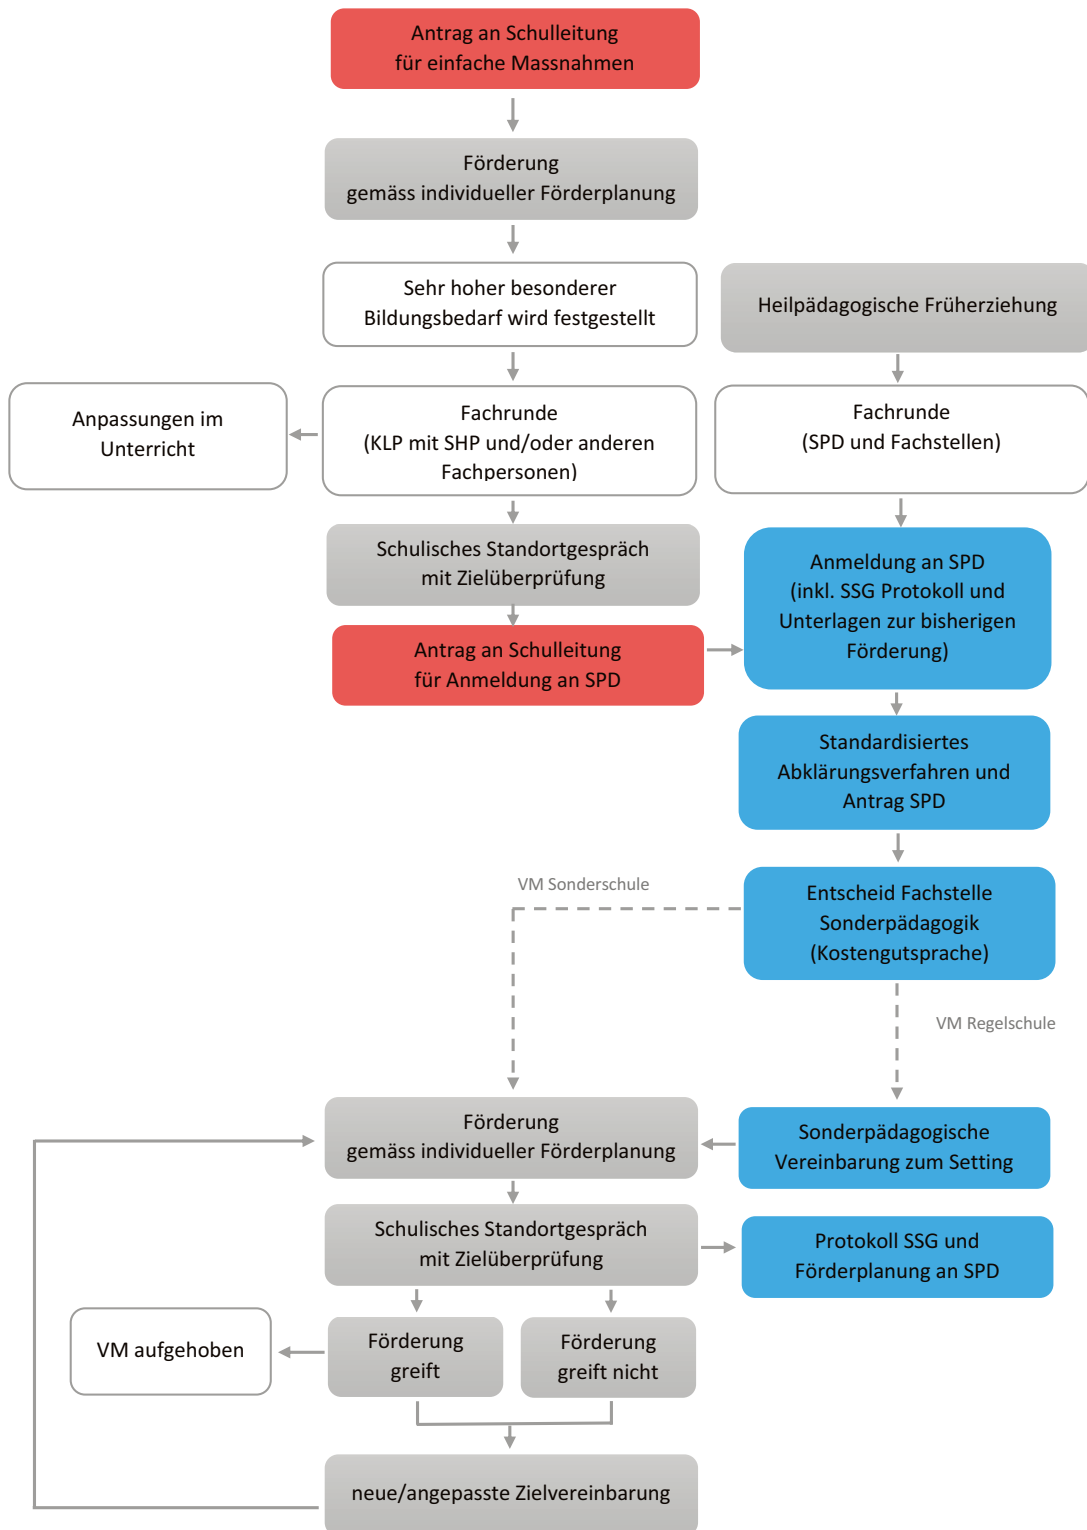 Antrag an Schulleitung
für einfache Massnahmen
Förderung
gemäss individueller Förderplanung
Sehr hoher besonderer
Bildungsbedarf wird festgestellt
Heilpädagogische Früherziehung
Anpassungen im
Unterricht
Fachrunde
(KLP mit SHP und/oder anderen
Fachpersonen)
Fachrunde
(SPD und Fachstellen)
Schulisches Standortgespräch
mit Zielüberprüfung
Anmeldung an SPD
(inkl. SSG Protokoll und
Unterlagen zur bisherigen
Förderung)
Antrag an Schulleitung
für Anmeldung an SPD
Standardisiertes
Abklärungsverfahren und
Antrag SPD
VM Sonderschule
Entscheid Fachstelle
Sonderpädagogik
(Kostengutsprache)
VM Regelschule
Förderung
gemäss individueller Förderplanung
Sonderpädagogische
Vereinbarung zum Setting
Schulisches Standortgespräch
mit Zielüberprüfung
Protokoll SSG und
Förderplanung an SPD
VM aufgehoben
Förderung
greift
Förderung
greift nicht
neue/angepasste Zielvereinbarung